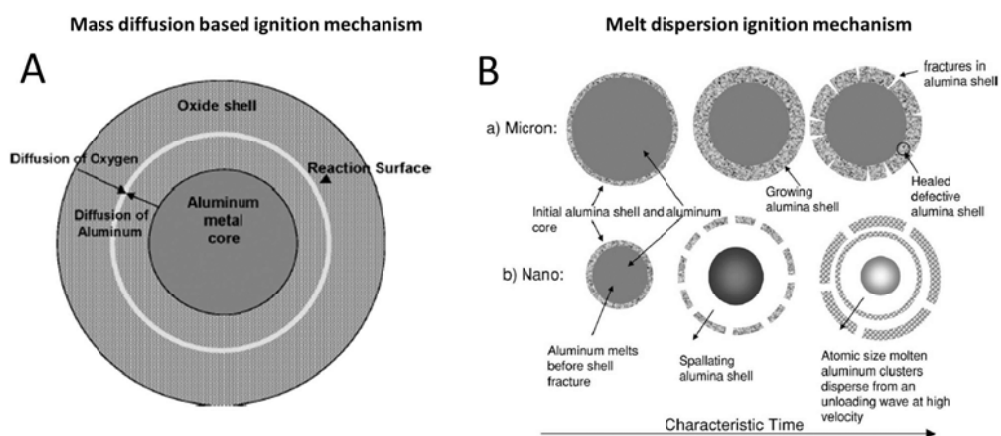 Mass diffusion based ignition mechanism
A
Oxide shell
Diffusion of Oxygen
Reaction Surface
Diffusion of
Aluminum
Aluminum
metal
core
Melt dispersion ignition mechanism
B
a) Micron:
fractures in
alumina shell
Growing
alumina shell
Healed
defective
alumina shell
Initial alumina shell and aluminum
core
b) Nano:
Aluminum melts
before shell
fracture
Spallating
alumina shell
Atomic size molten
aluminum clusters
disperse from an
unloading wave at high
velocity
Characteristic Time